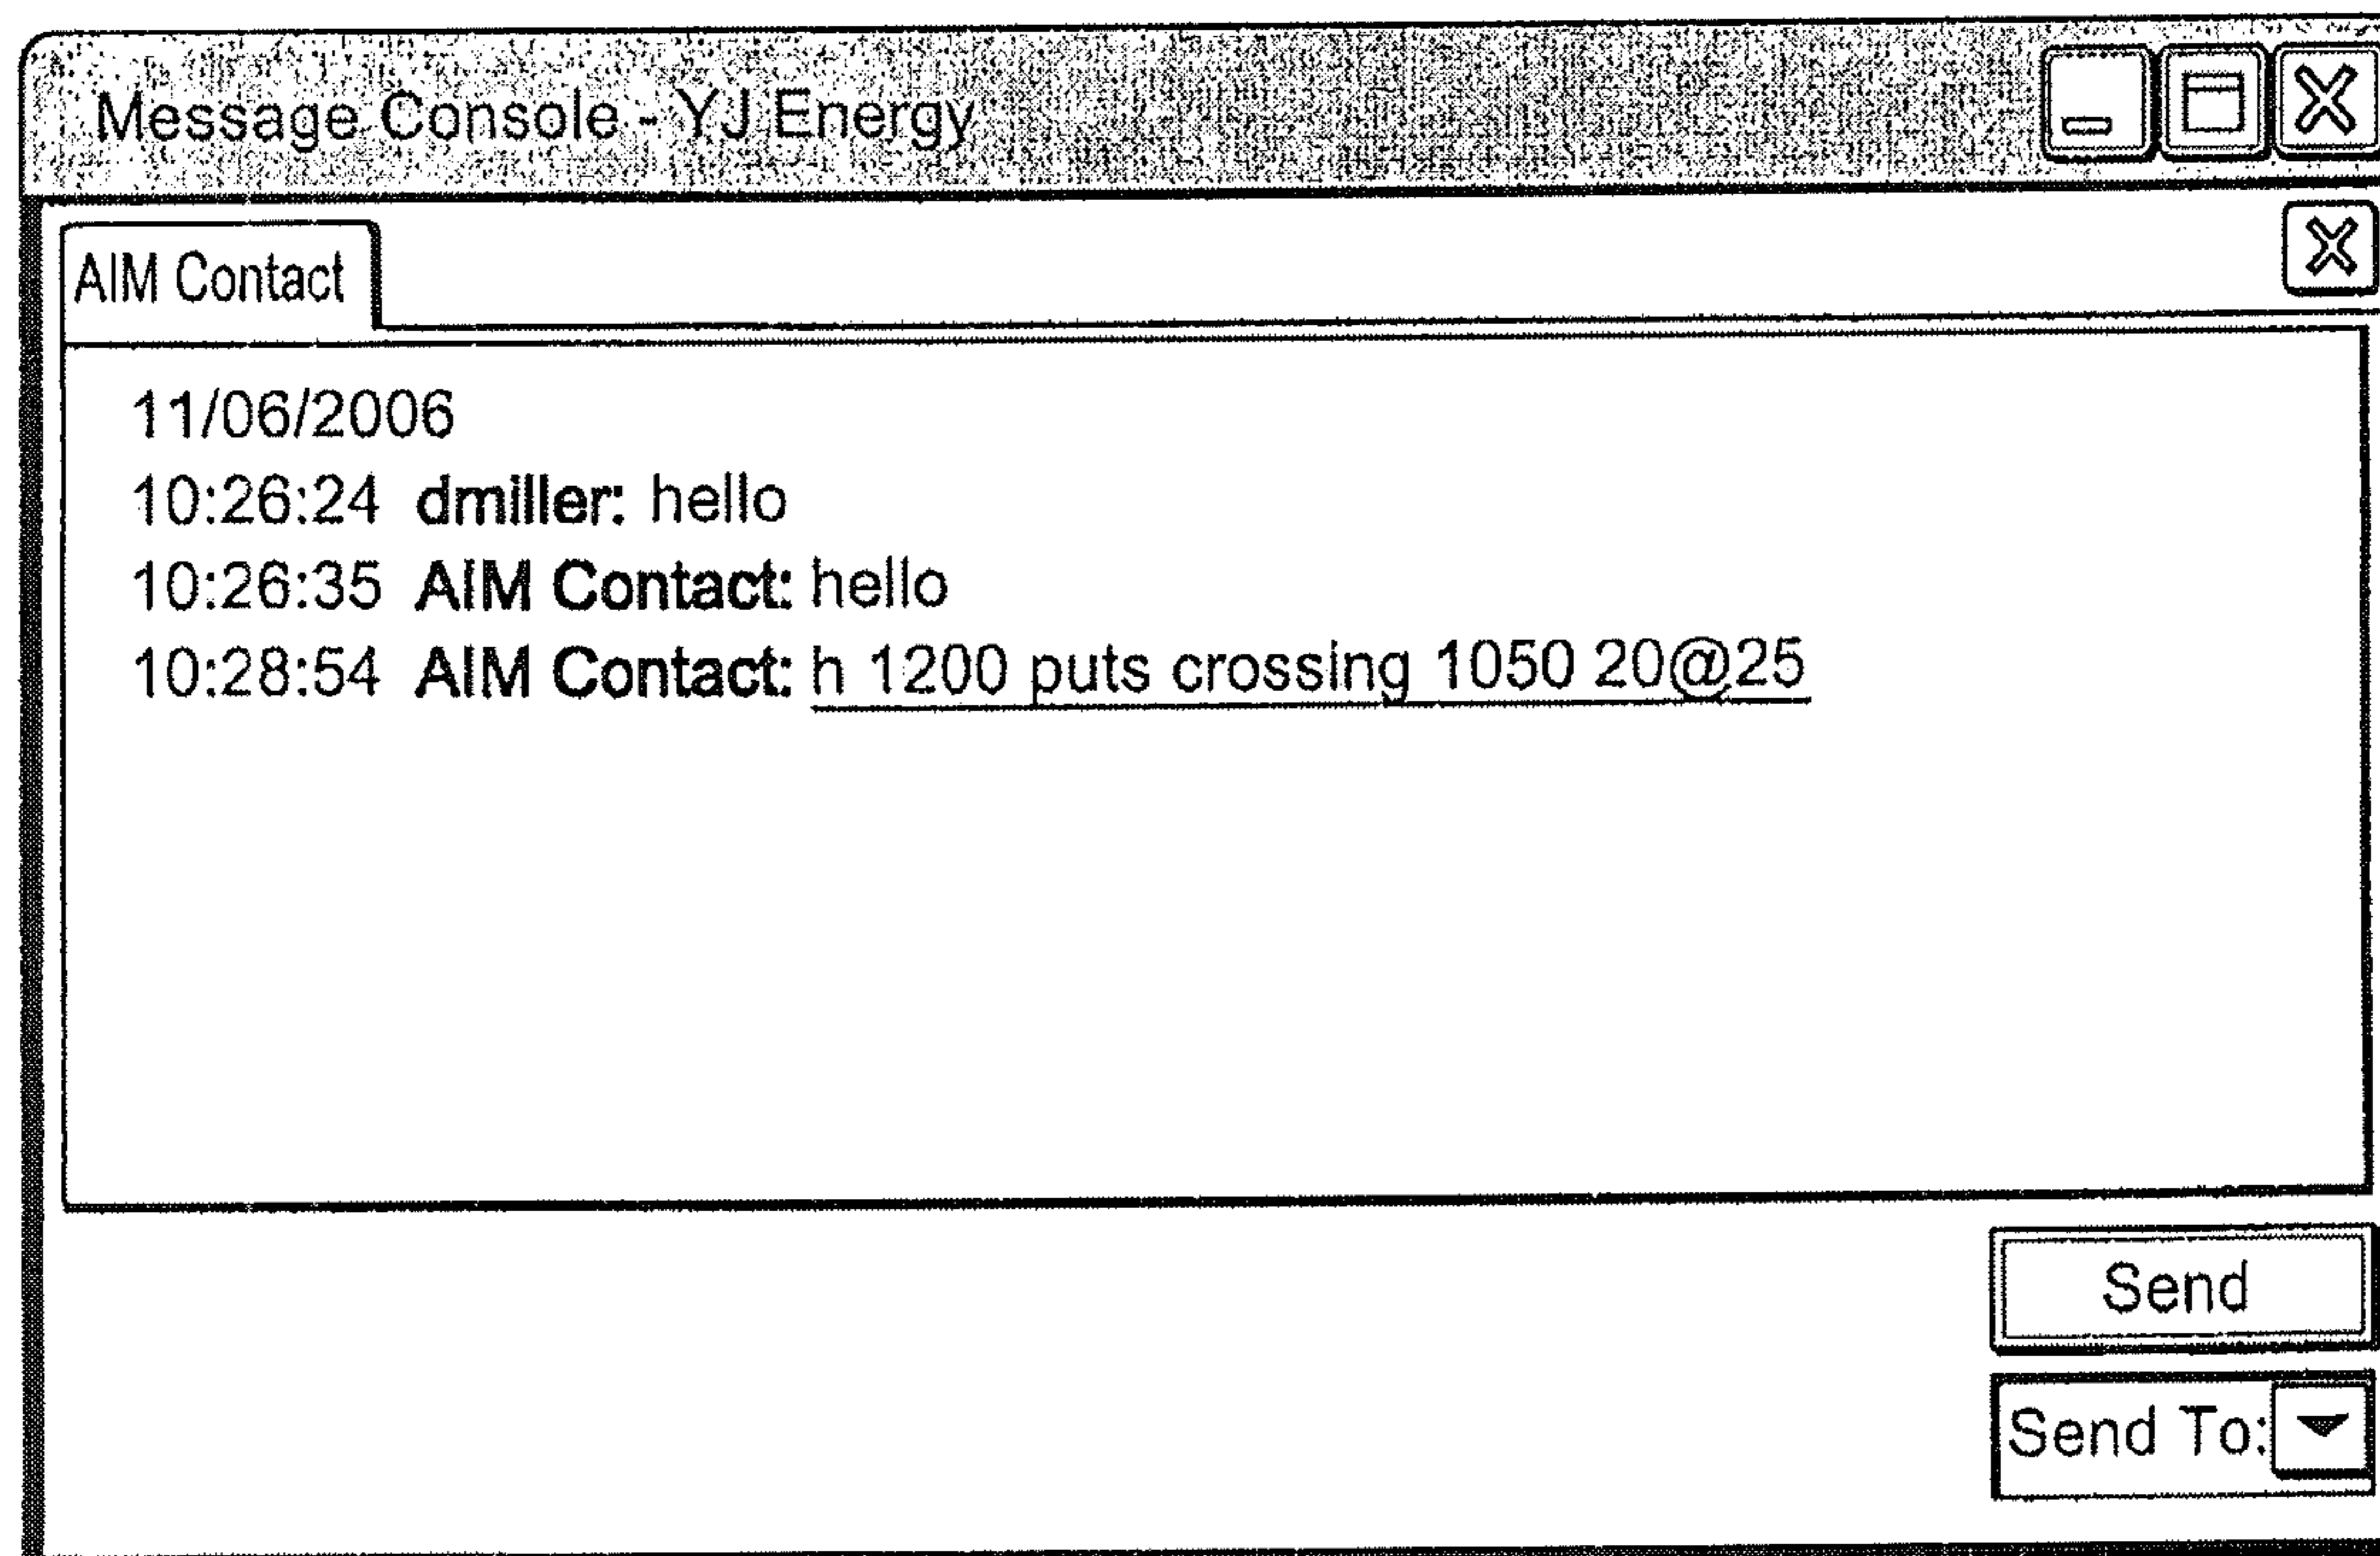 Message Console - YJ Energy
AIM Contact
11/06/2006
10:26:24 dmiller: hello
10:26:35 AIM Contact: hello
10:28:54 AIM Contact: h 1200 puts crossing 1050 20@25
Send
Send To: